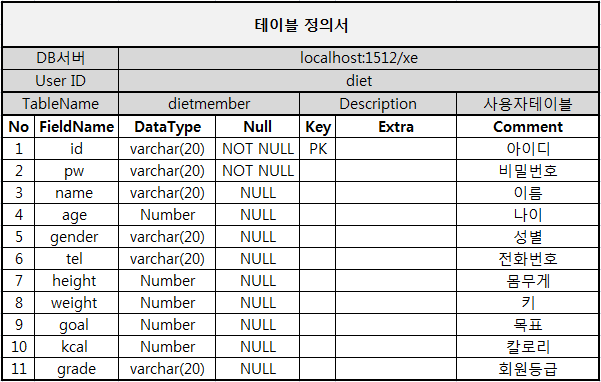 테이블 정의서
DB서버 localhost:1512/xe
User ID diet
TableName dietmember Description 사용자테이블
No FieldName DataType Null Key Extra Comment
1 id varchar(20) NOT NULL PK 아이디
2 pw varchar(20) NOT NULL 비밀번호
3 name varchar(20) NULL 이름
4 age Number NULL 나이
5 gender varchar(20) NULL 성별
6 tel varchar(20) NULL 전화번호
7 height Number NULL 몸무게
8 weight Number NULL 키
9 goal Number NULL 목표
10 kcal Number NULL 칼로리
11 grade varchar(20) NULL 회원등급